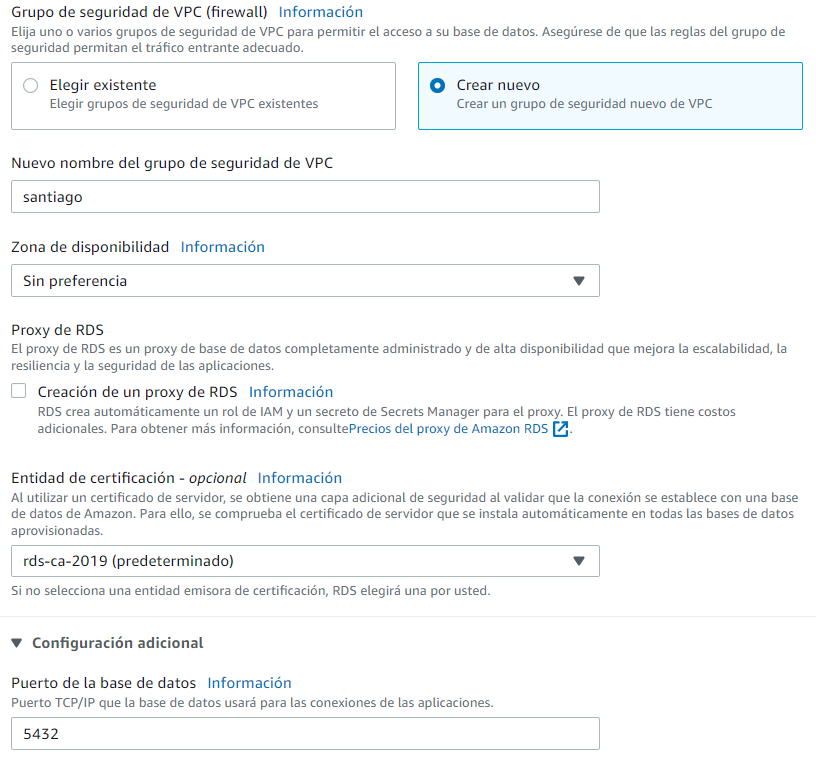 Grupo de seguridad de VPC (firewall) Información
Elija uno o varios grupos de seguridad de VPC para permitir el acceso a su base de datos. Asegúrese de que las reglas del grupo de
seguridad permitan el tráfico entrante adecuado.
Elegir existente
Elegir grupos de seguridad de VPC existentes
Crear nuevo
Crear un grupo de seguridad nuevo de VPC
Nuevo nombre del grupo de seguridad de VPC
santiago
Zona de disponibilidad Información
Sin preferencia
Proxy de RDS
El proxy de RDS es un proxy de base de datos completamente administrado y de alta disponibilidad que mejora la escalabilidad, la
resiliencia y la seguridad de las aplicaciones.
Creación de un proxy de RDS Información
RDS crea automáticamente un rol de IAM y un secreto de Secrets Manager para el proxy. El proxy de RDS tiene costos
adicionales. Para obtener más información, consultePrecios del proxy de Amazon RDS.
Entidad de certificación - opcional Información
Al utilizar un certificado de servidor, se obtiene una capa adicional de seguridad al validar que la conexión se establece con una base
de datos de Amazon. Para ello, se comprueba el certificado de servidor que se instala automáticamente en todas las bases de datos
aprovisionadas.
rds-ca-2019 (predeterminado)
Si no selecciona una entidad emisora de certificación, RDS elegirá una por usted.
Configuración adicional
Puerto de la base de datos Información
Puerto TCP/IP que la base de datos usará para las conexiones de las aplicaciones.
5432